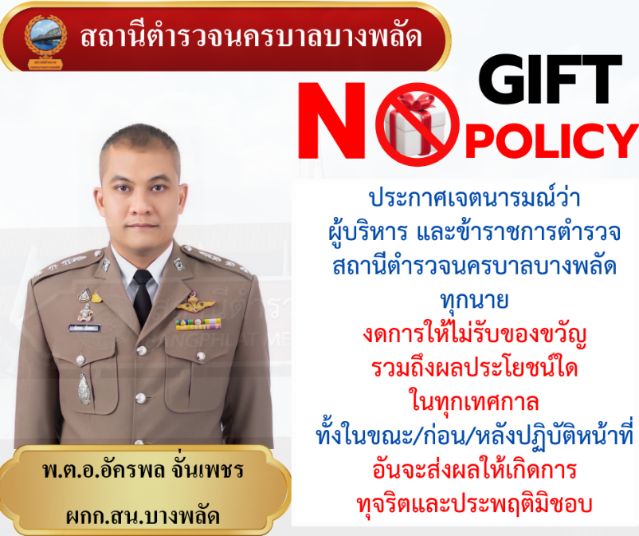 สถานีตำรวจนครบาลบางพลัด
GIFT
NO
POLICY
ประกาศเจตนารมณ์ว่า
ผู้บริหาร และข้าราชการตำรวจ
สถานีตำรวจนครบาลบางพลัด
ทุกนาย
งดการให้ไม่รับของขวัญ
รวมถึงผลประโยชน์ใด
ในทุกเทศกาล
ทั้งในขณะ/ก่อน/หลังปฏิบัติหน้าที่
อันจะส่งผลให้เกิดการ
ทุจริตและประพฤติมิชอบ
พ.ต.อ.อัครพล จั่นเพชร
ผกก.สน.บางพลัด